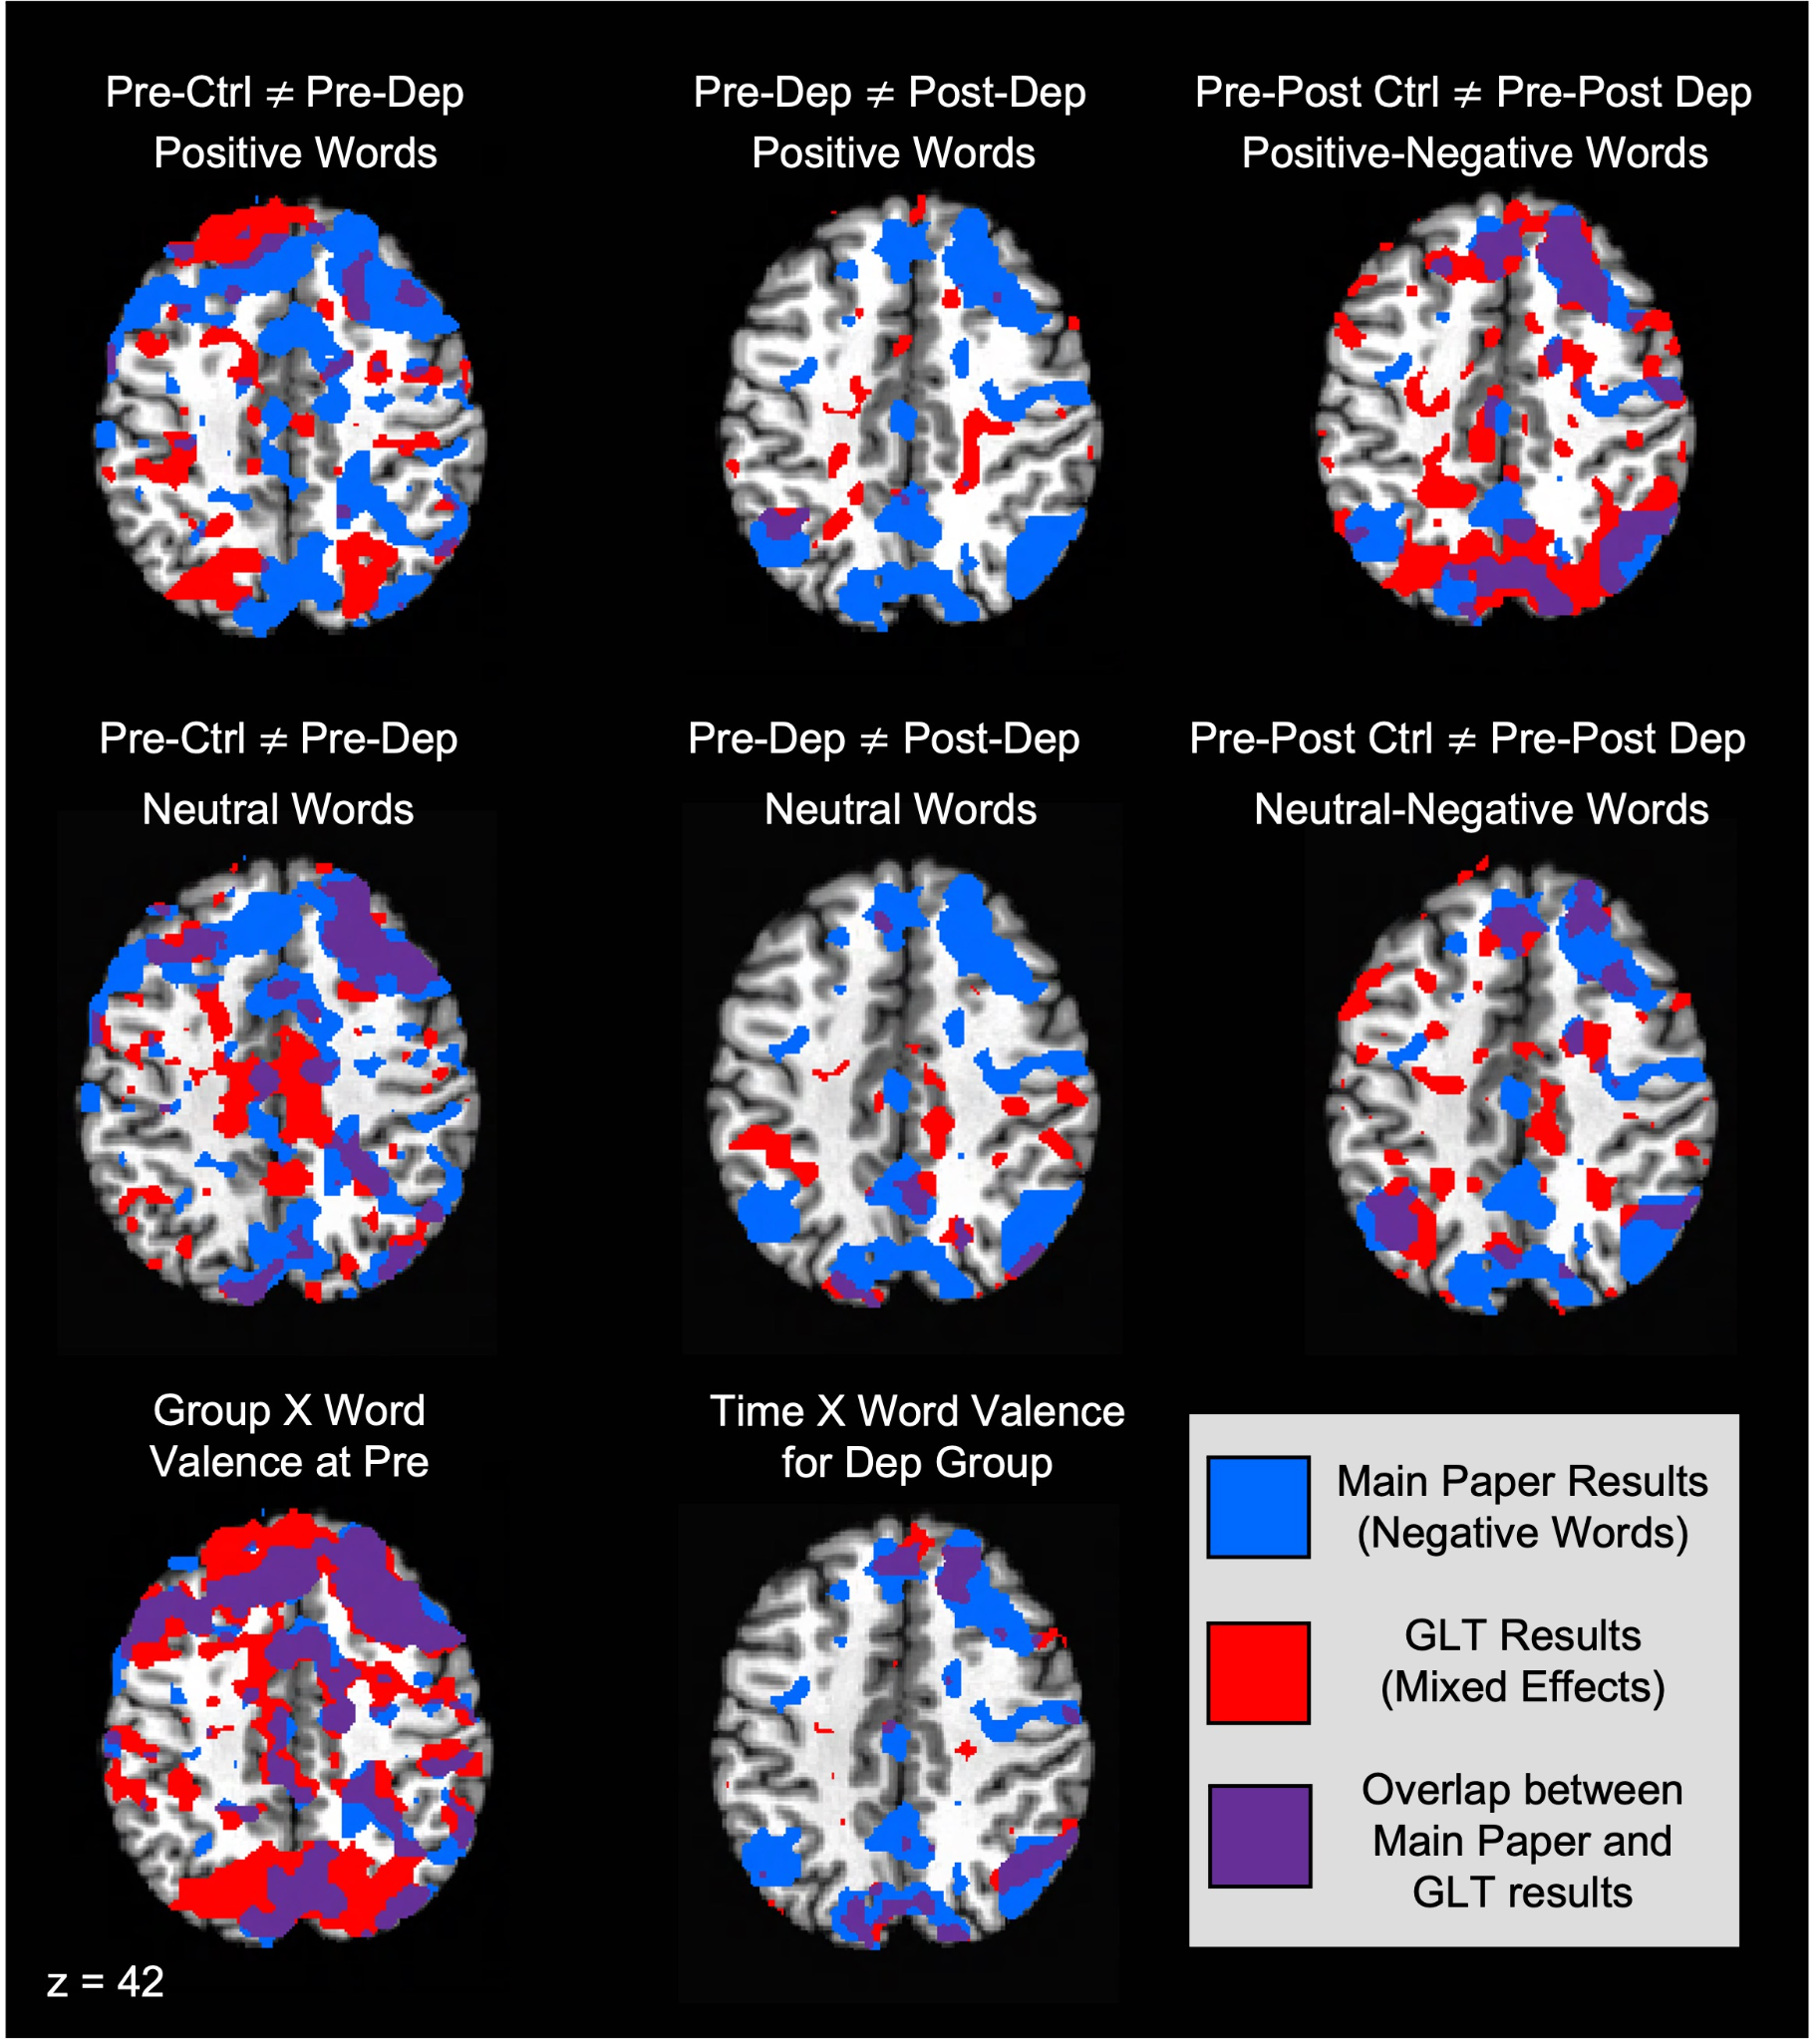 Pre-Ctrl ≠ Pre-Dep
Positive Words
Pre-Dep ≠ Post-Dep
Positive Words
Pre-Post Ctrl ≠ Pre-Post Dep
Positive-Negative Words
Pre-Ctrl ≠ Pre-Dep
Neutral Words
Pre-Dep ≠ Post-Dep
Neutral Words
Pre-Post Ctrl ≠ Pre-Post Dep
Neutral-Negative Words
Group X Word
Valence at Pre
Time X Word Valence
for Dep Group
Main Paper Results
(Negative Words)
GLT Results
(Mixed Effects)
Overlap between
Main Paper and
GLT results
z = 42